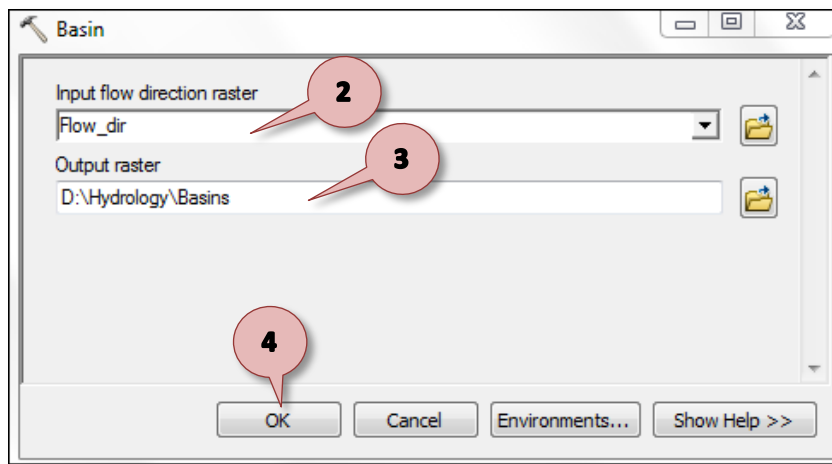 Basin
Input flow direction raster
2
Flow_dir
Output raster
3
D:\Hydrology\Basins
4
OK Cancel Environments... Show Help >>